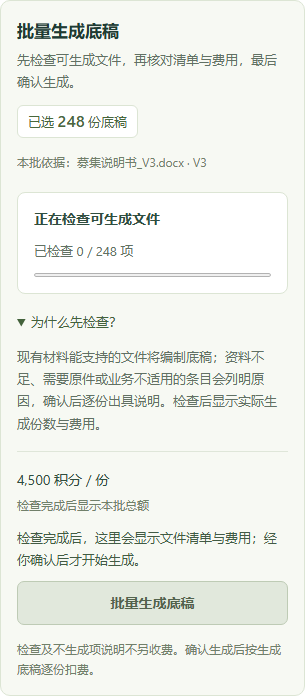 批量生成底稿
先检查可生成文件，再核对清单与费用，最后
确认生成。
已选 248 份底稿
本批依据：募集说明书_V3.docx · V3
正在检查可生成文件
已检查 0 / 248 项
▼ 为什么先检查？
现有材料能支持的文件将编制底稿；资料不
足、需要原件或业务不适用的条目会列明原
因，确认后逐份出具说明。检查后显示实际生
成份数与费用。
4,500 积分 / 份
检查完成后显示本批总额
检查完成后，这里会显示文件清单与费用；经
你确认后才开始生成。
批量生成底稿
检查及不生成项说明不另收费。确认生成后按生成
底稿逐份扣费。